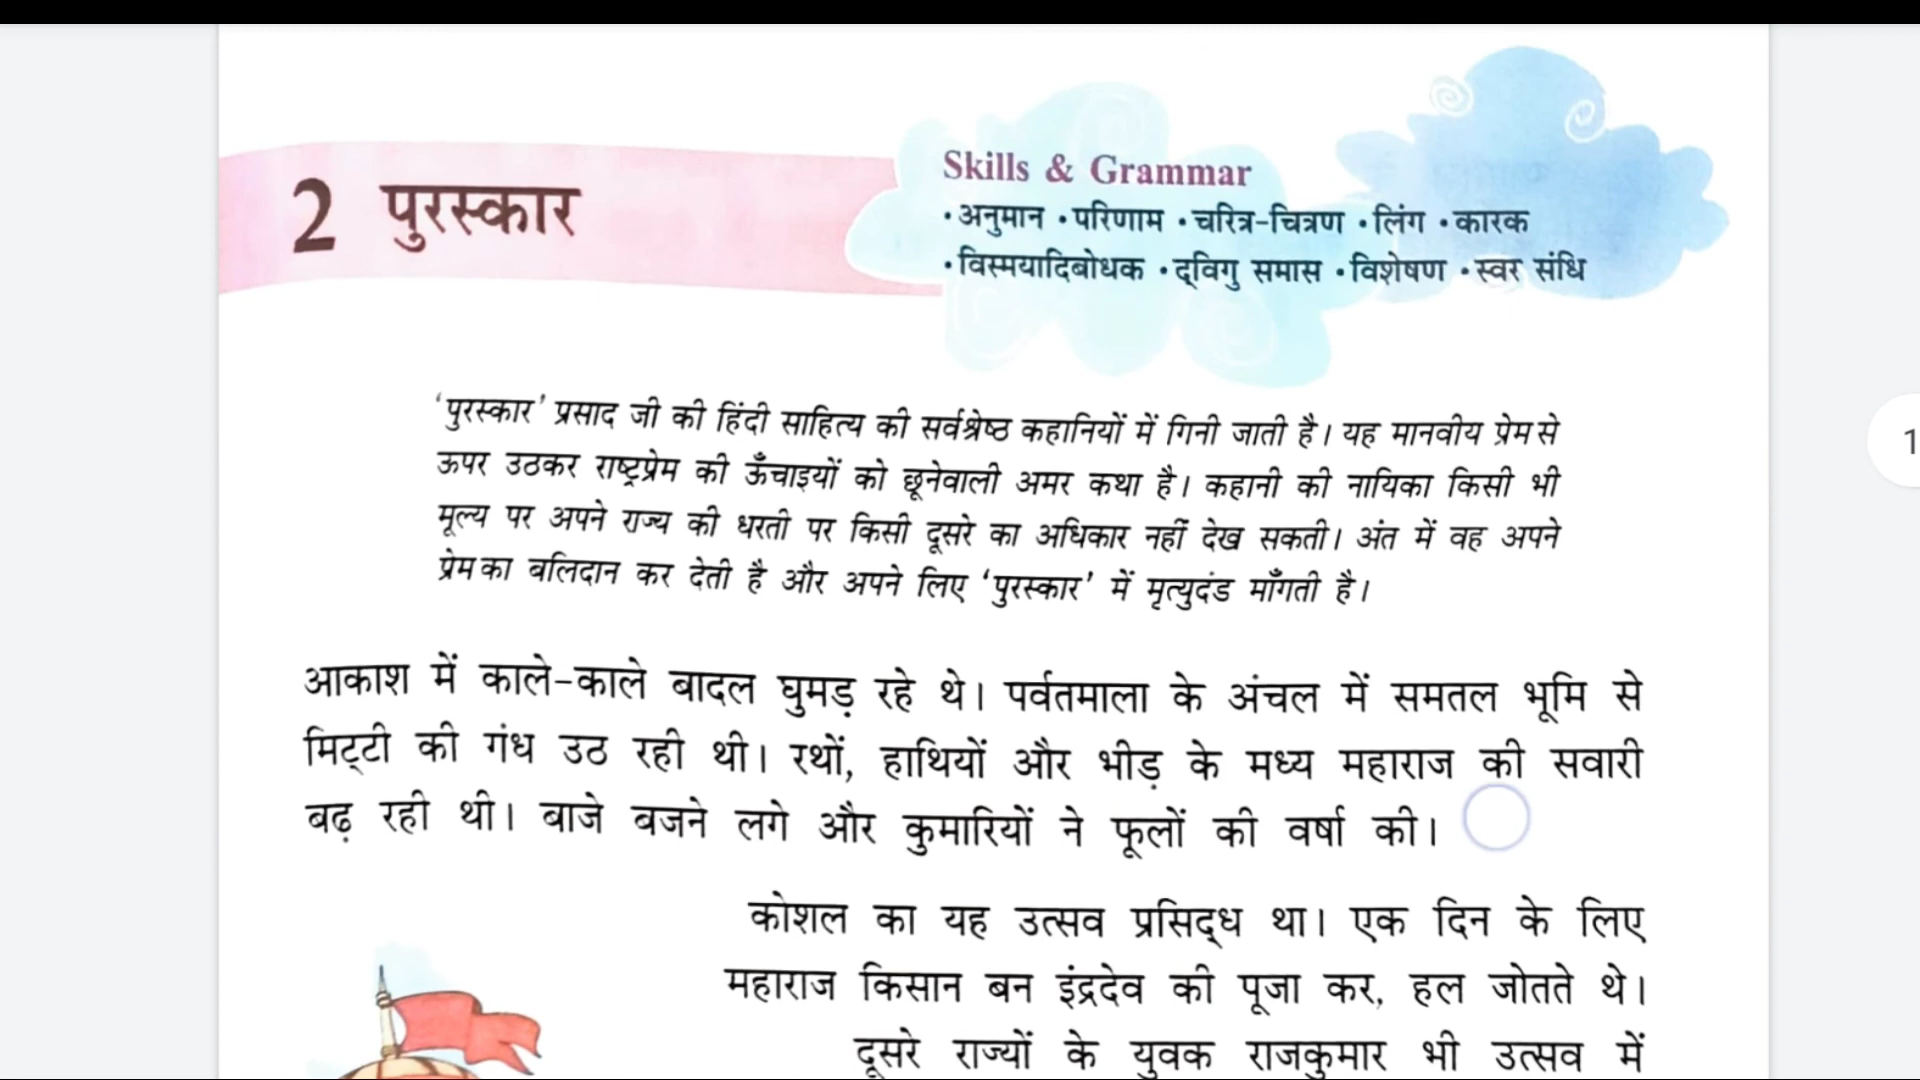 2 पुरस्कार
Skills & Grammar
• अनुमान • परिणाम • चरित्र-चित्रण • लिंग • कारक
• विस्मयादिबोधक • द्‌विगु समास • विशेषण • स्वर संधि
'पुरस्कार' प्रसाद जी की हिंदी साहित्य की सर्वश्रेष्ठ कहानियों में गिनी जाती है। यह मानवीय प्रेम से
ऊपर उठकर राष्ट्रप्रेम की ऊँचाइयों को छूनेवाली अमर कथा है। कहानी की नायिका किसी भी
मूल्य पर अपने राज्य की धरती पर किसी दूसरे का अधिकार नहीं देख सकती। अंत में वह अपने
प्रेम का बलिदान कर देती है और अपने लिए 'पुरस्कार' में मृत्युदंड माँगती है।
आकाश में काले-काले बादल घुमड़ रहे थे। पर्वतमाला के अंचल में समतल भूमि से
मिट्‌टी की गंध उठ रही थी। रथों, हाथियों और भीड़ के मध्य महाराज की सवारी
बढ़ रही थी। बाजे बजने लगे और कुमारियों ने फूलों की वर्षा की।
कोशल का यह उत्सव प्रसिद्‌ध था। एक दिन के लिए
महाराज किसान बन इंद्रदेव की पूजा कर, हल जोतते थे।
दूसरे राज्यों के युवक राजकुमार भी उत्सव में
1